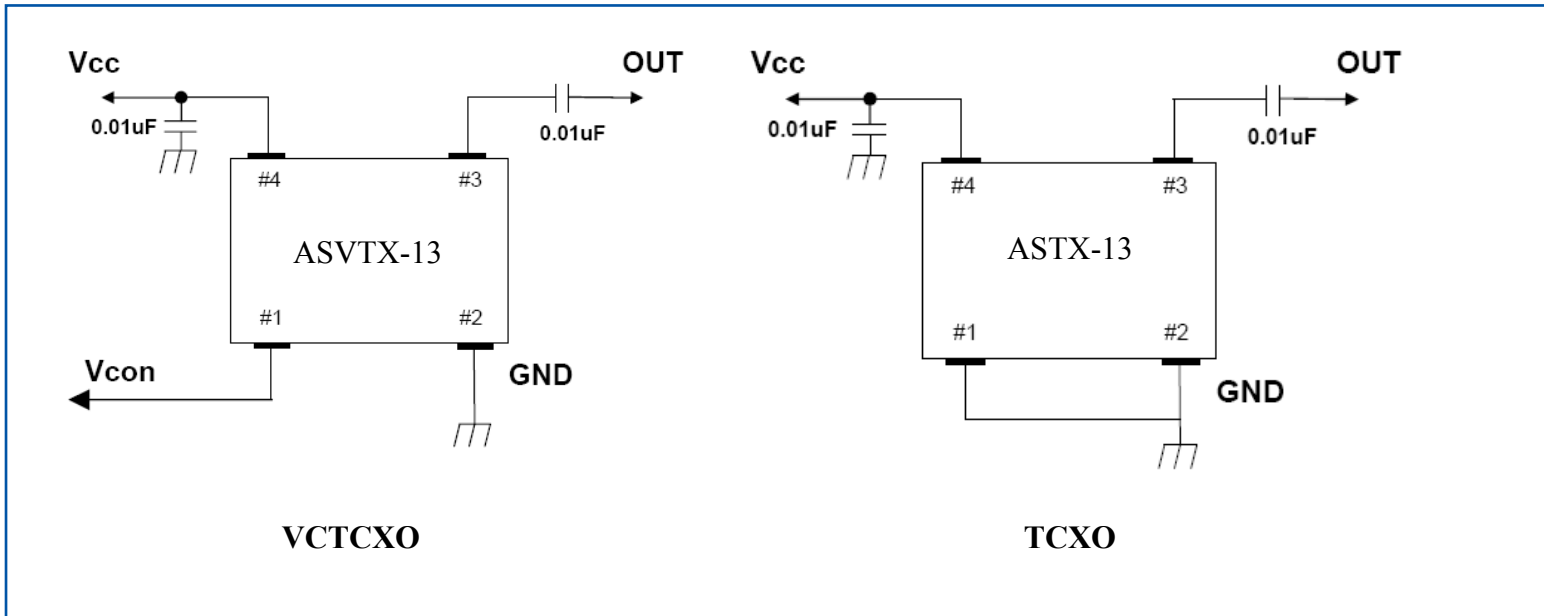 Vcc
OUT
0.01uF
0.01uF
#4
#3
ASVTX-13
#1
#2
Vcon
GND
VCTCXO
Vcc
OUT
0.01uF
0.01uF
#4
#3
ASTX-13
#1
#2
GND
TCXO